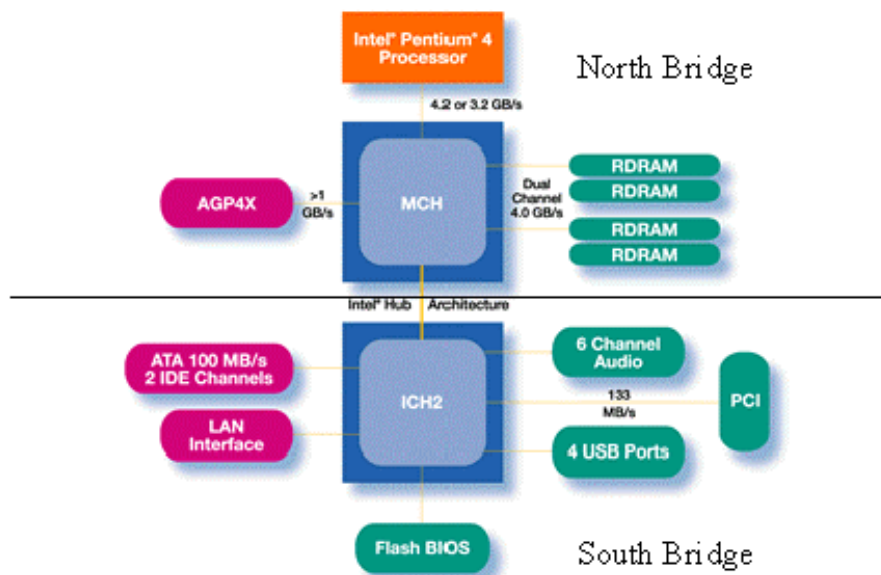 Intel® Pentium® 4
Processor
North Bridge
4.2 or 3.2 GB/s
AGP4X
>1
GB/s
MCH
Dual
Channel
4.0 GB/s
RDRAM
RDRAM
RDRAM
RDRAM
Intel® Hub Architecture
ATA 100 MB/s
2 IDE Channels
LAN
Interface
ICH2
6 Channel
Audio
133
MB/s
PCI
4 USB Ports
Flash BIOS
South Bridge